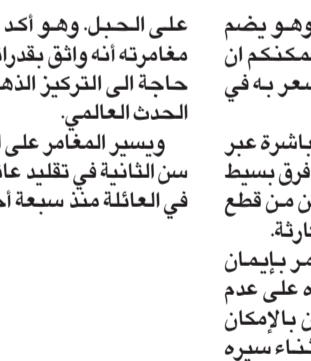 وهو يضم
مكنكم ان
سعر به في
باشرة عبر
فرق بسيط
ن من قطع
ارثة.
مر بإيمان
ه على عدم
ن بالإمكان
ثناء سيره
على الحبل. وهو أكد
مغامرته أنه واثق بقدرا
حاجة الى التركيز الذه
الحدث العالمي.
ويسير المغامر على ا
سن الثانية في تقليد عائ
في العائلة منذ سبعة أج